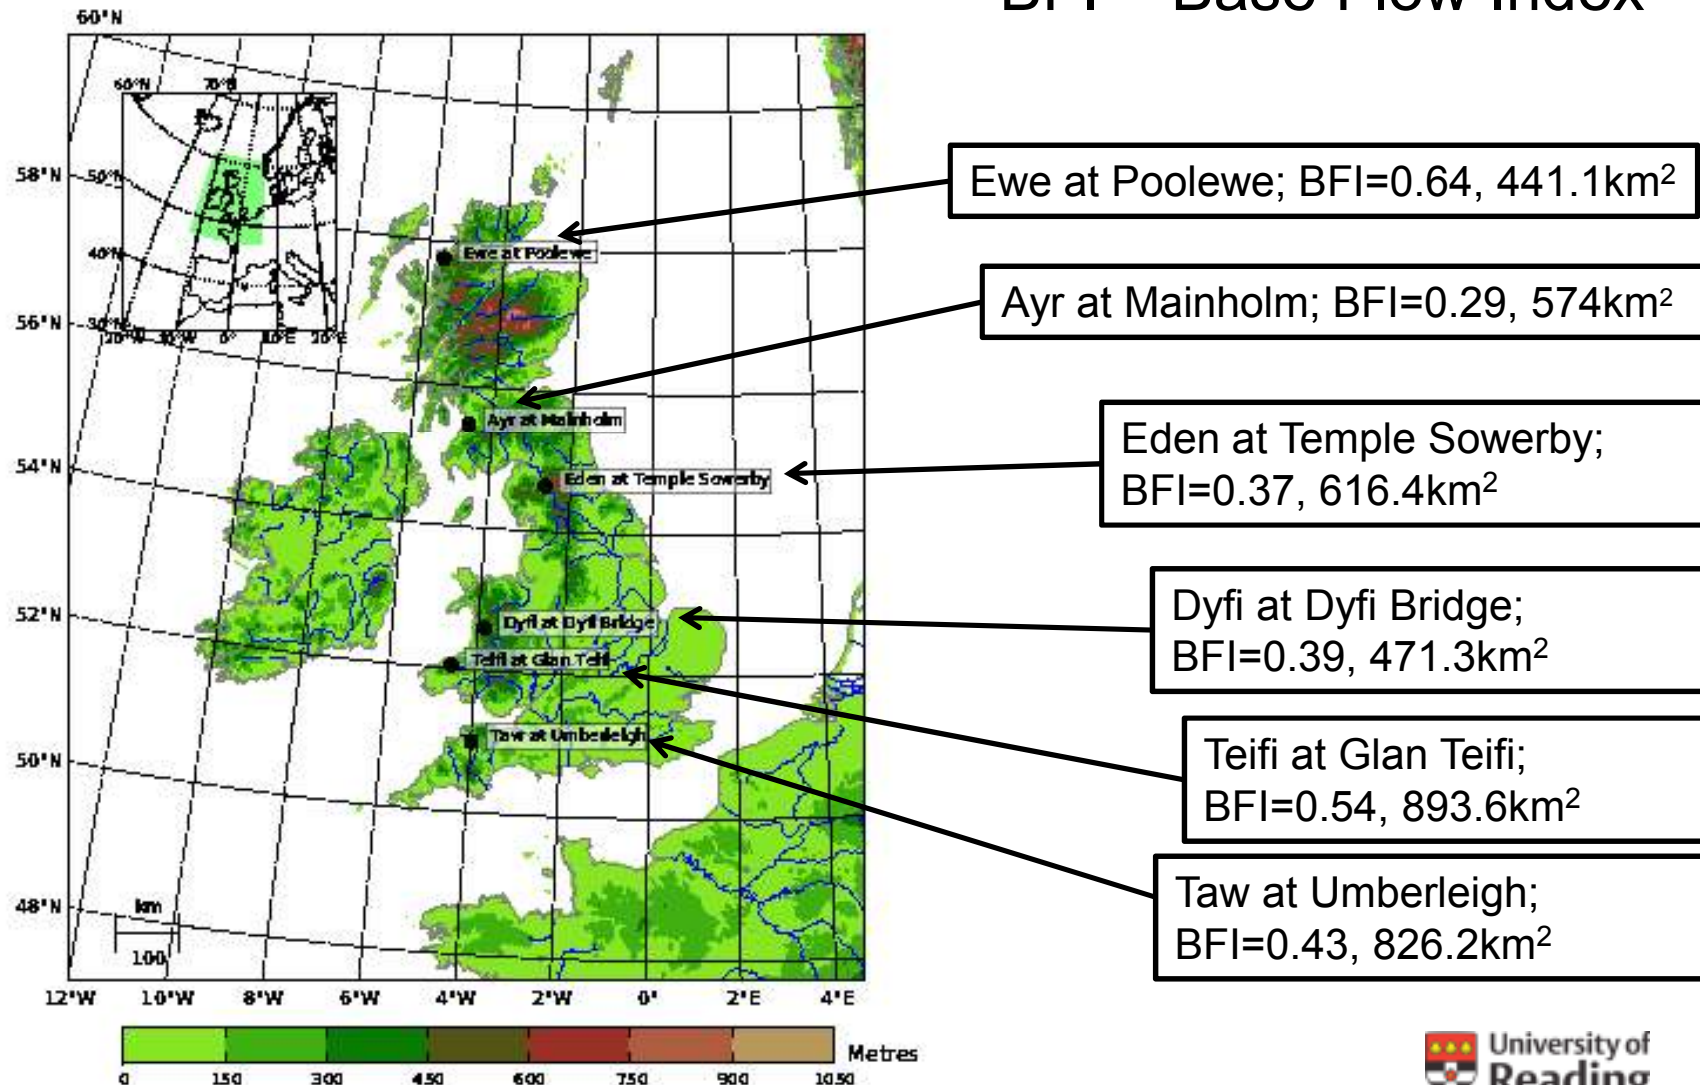 BFI – Base Flow Index
60°N
60°N 70°N
50°N
40°N
30°N
20°W 10°W 0° 10°E 20°E
58°N
56°N
54°N
52°N
50°N
48°N
Ewe at Poolewe
Ayr at Mainholm
Eden at Temple Sowerby
Dyfi at Dyfi Bridge
Teifi at Glan Teifi
Taw at Umberleigh
km
100
12°W 10°W 8°W 6°W 4°W 2°W 0° 2°E 4°E
0 150 300 450 600 750 900 1050
Metres
Ewe at Poolewe; BFI=0.64, 441.1km²
Ayr at Mainholm; BFI=0.29, 574km²
Eden at Temple Sowerby;
BFI=0.37, 616.4km²
Dyfi at Dyfi Bridge;
BFI=0.39, 471.3km²
Teifi at Glan Teifi;
BFI=0.54, 893.6km²
Taw at Umberleigh;
BFI=0.43, 826.2km²
University of
Reading